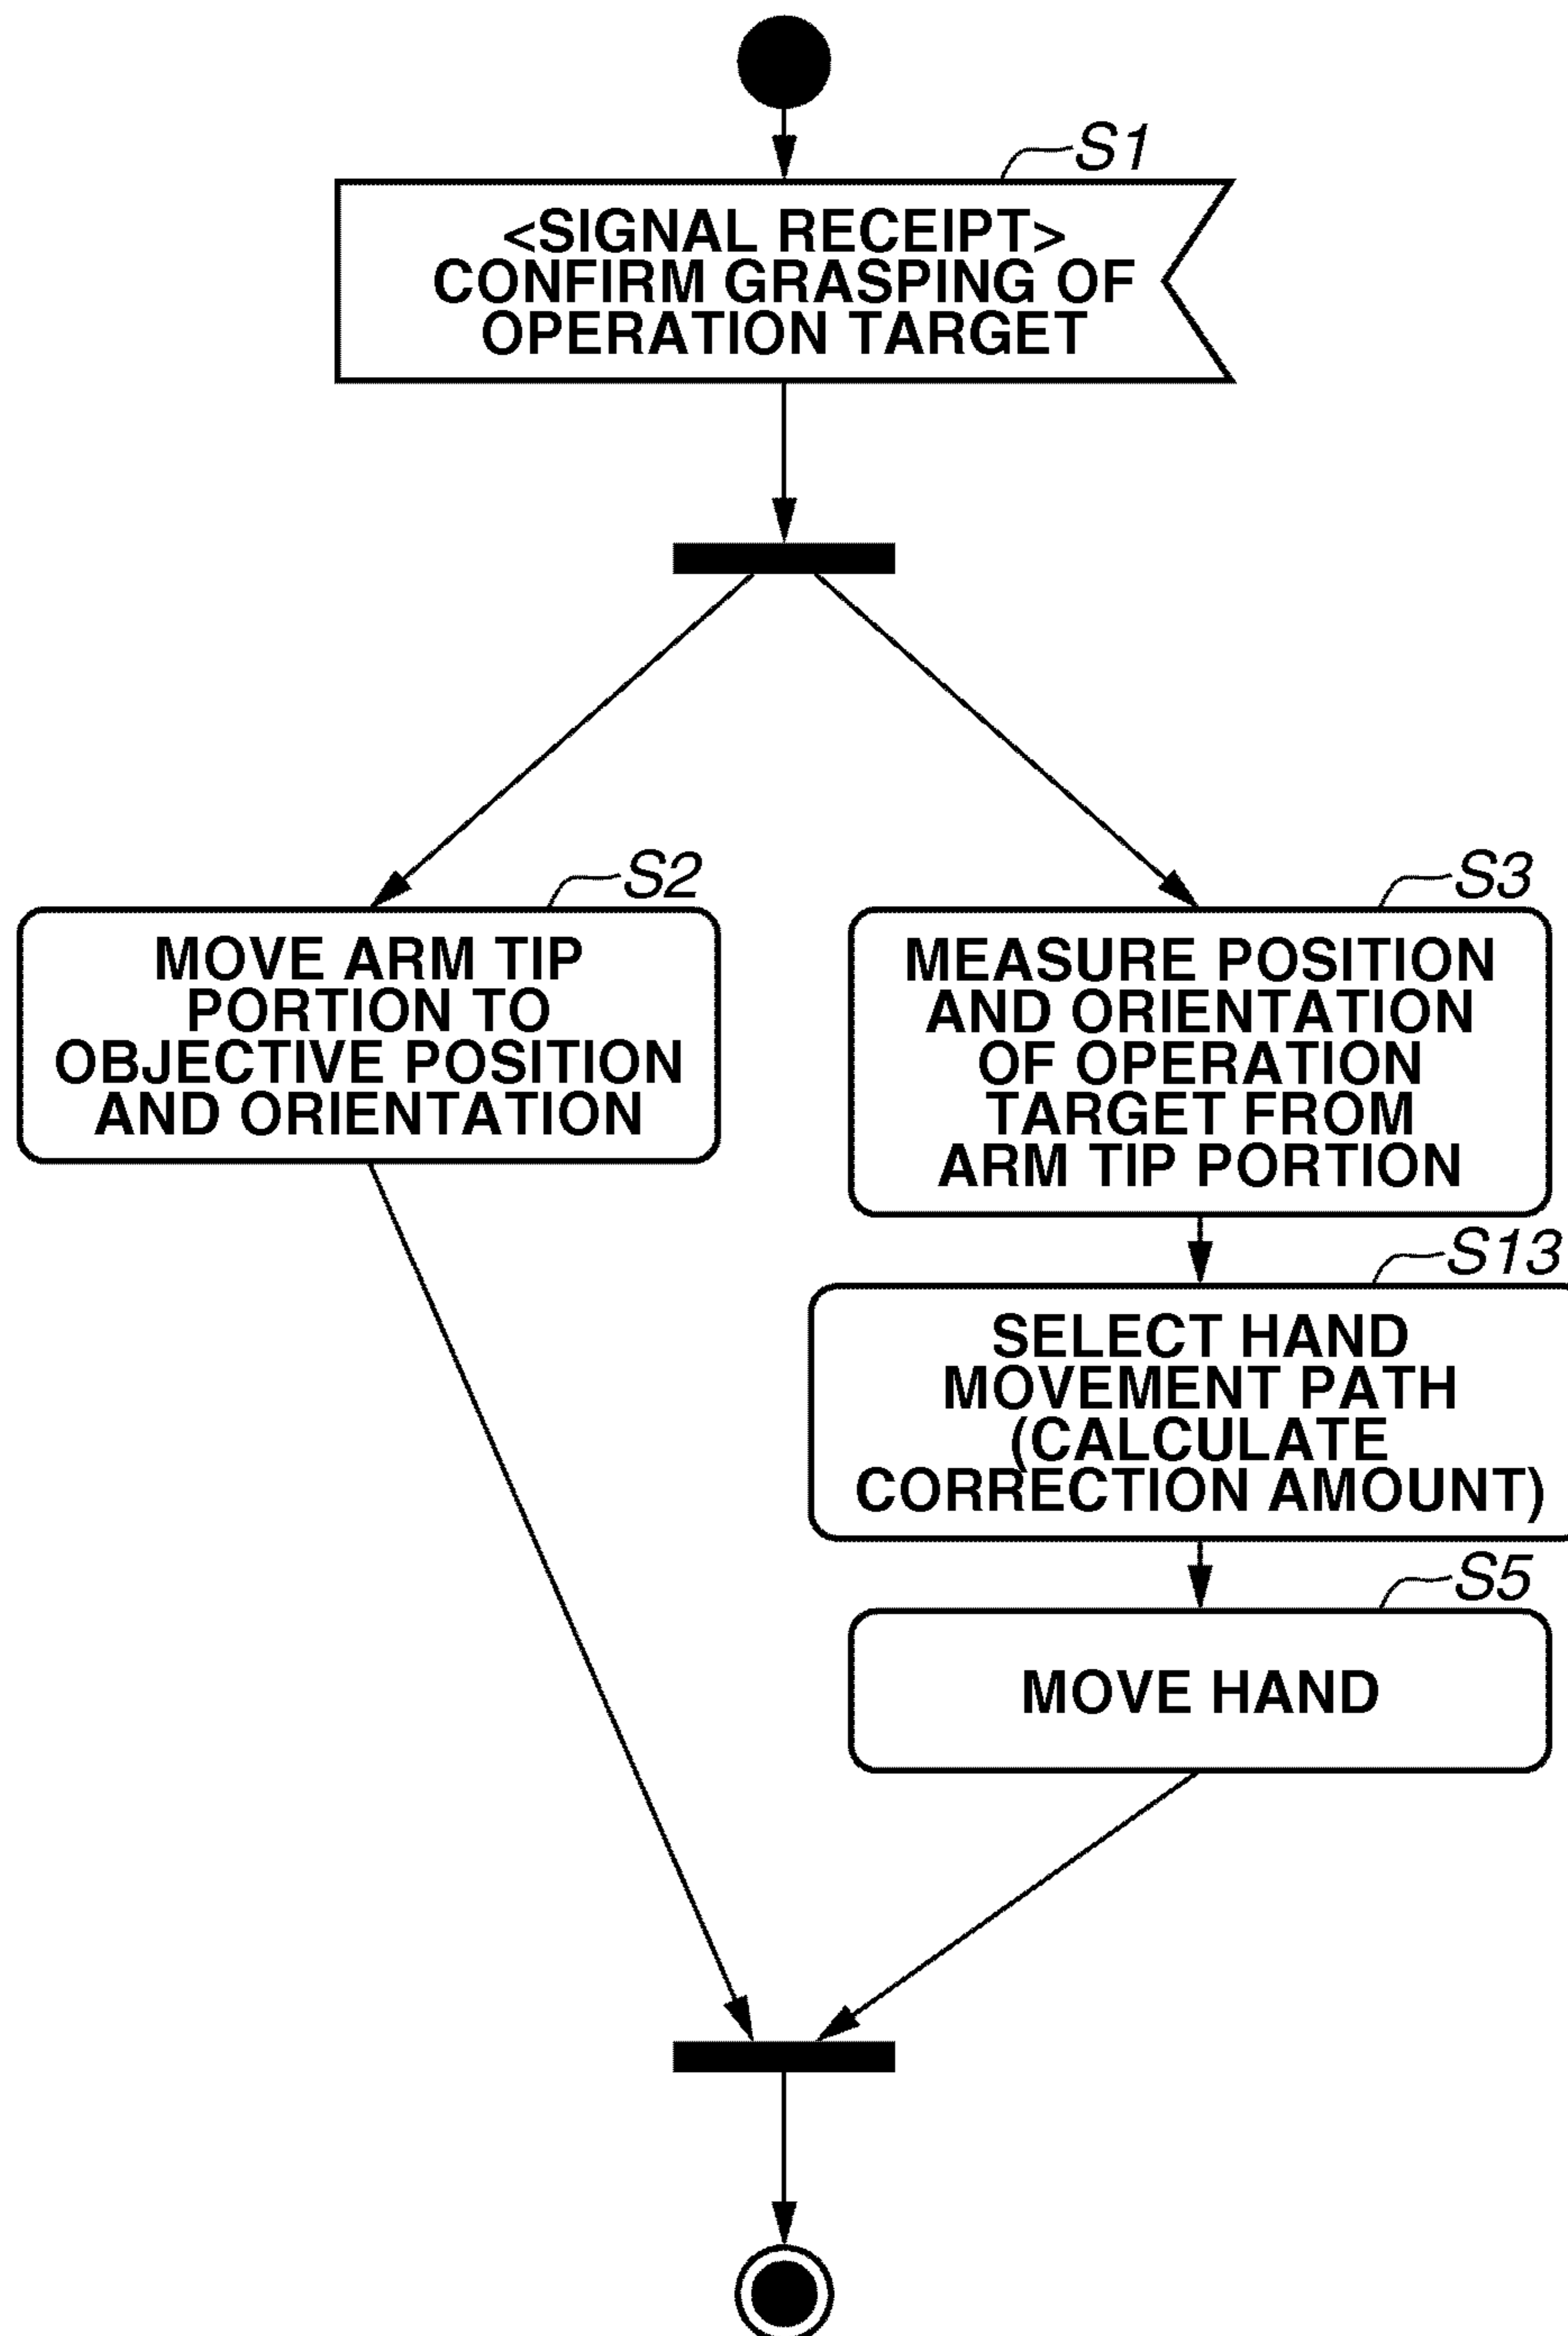 S1
<SIGNAL RECEIPT>
CONFIRM GRASPING OF
OPERATION TARGET
S2
MOVE ARM TIP
PORTION TO
OBJECTIVE POSITION
AND ORIENTATION
S3
MEASURE POSITION
AND ORIENTATION
OF OPERATION
TARGET FROM
ARM TIP PORTION
S13
SELECT HAND
MOVEMENT PATH
(CALCULATE
CORRECTION AMOUNT)
S5
MOVE HAND